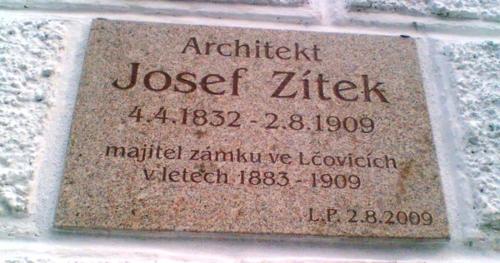 Architekt
Josef Zítek
4.4.1832 - 2.8.1909
majitel zámku ve Lčovicích
v letech 1883 - 1909
L.P. 2.8.2009